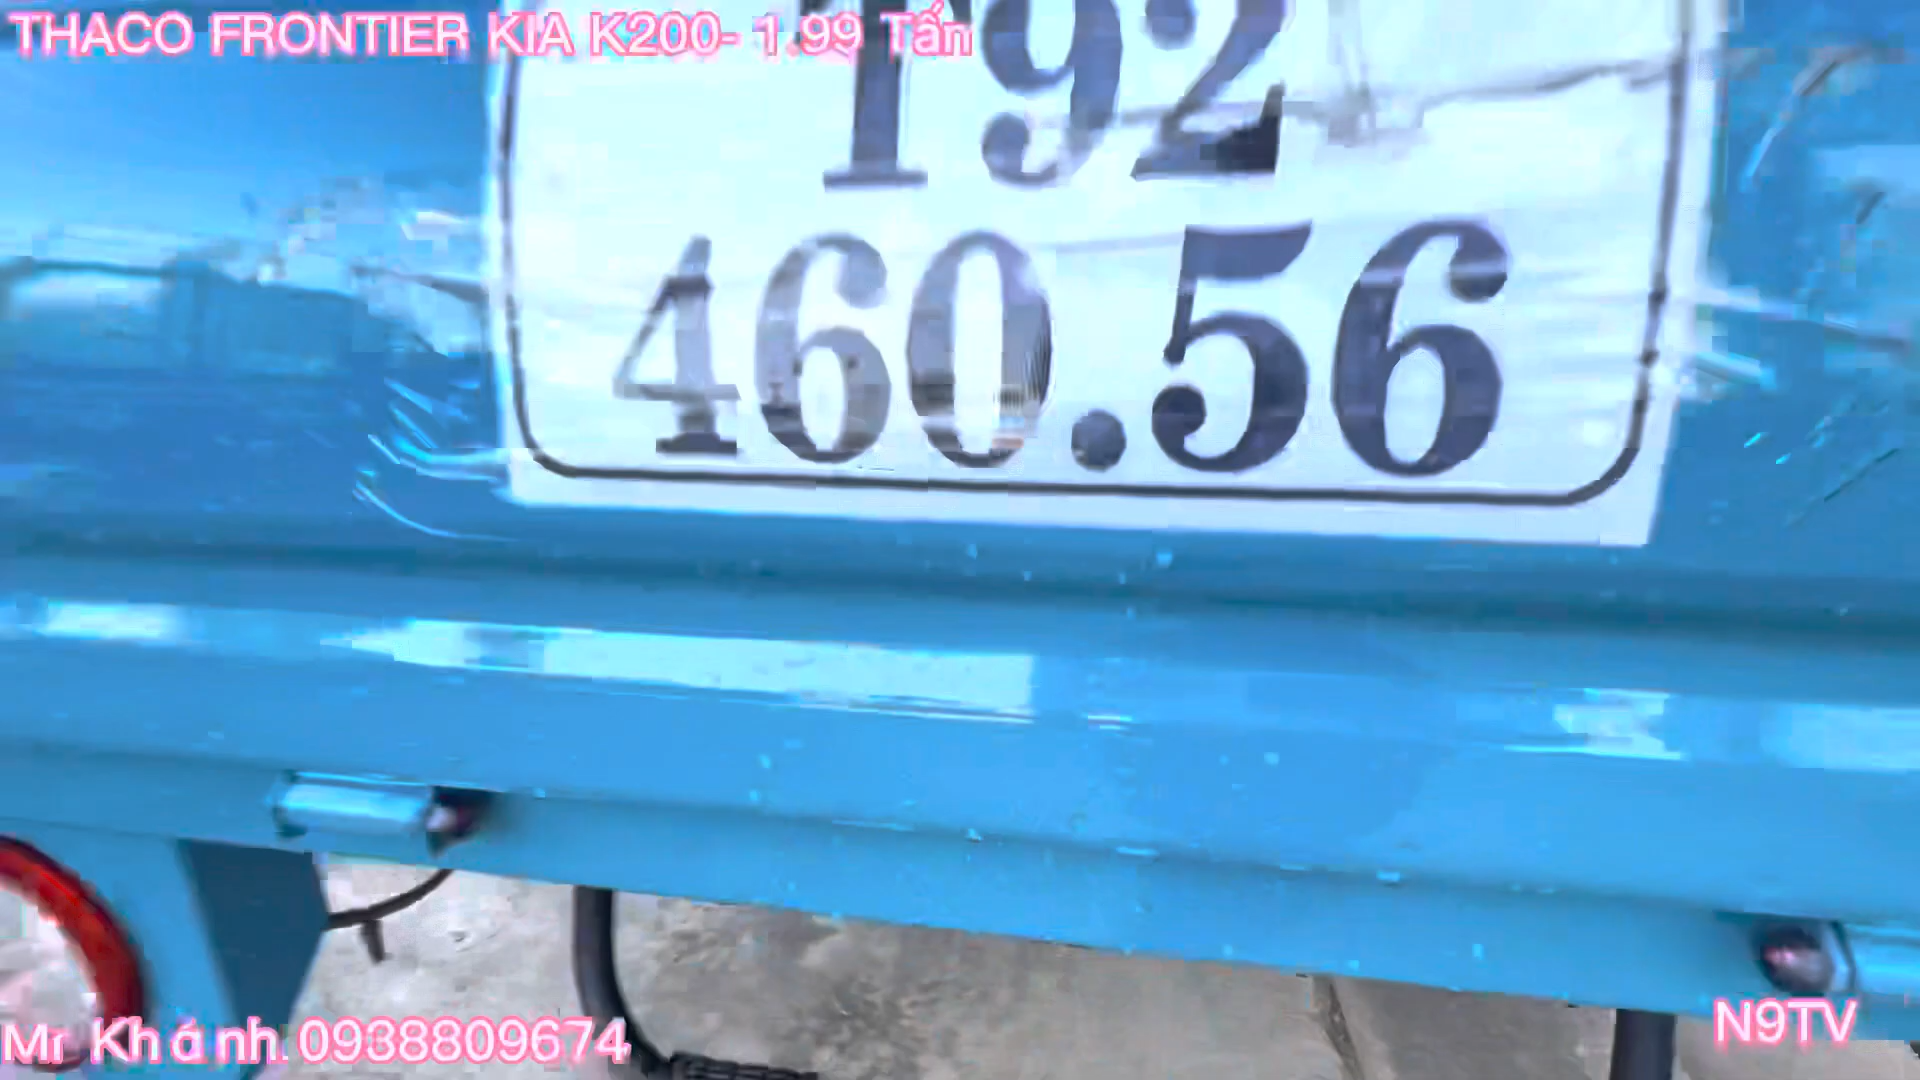 THACO FRONTIER KIA K200- 1.99 Tấn
T92
460.56
Mr Khánh 0938809674
N9TV